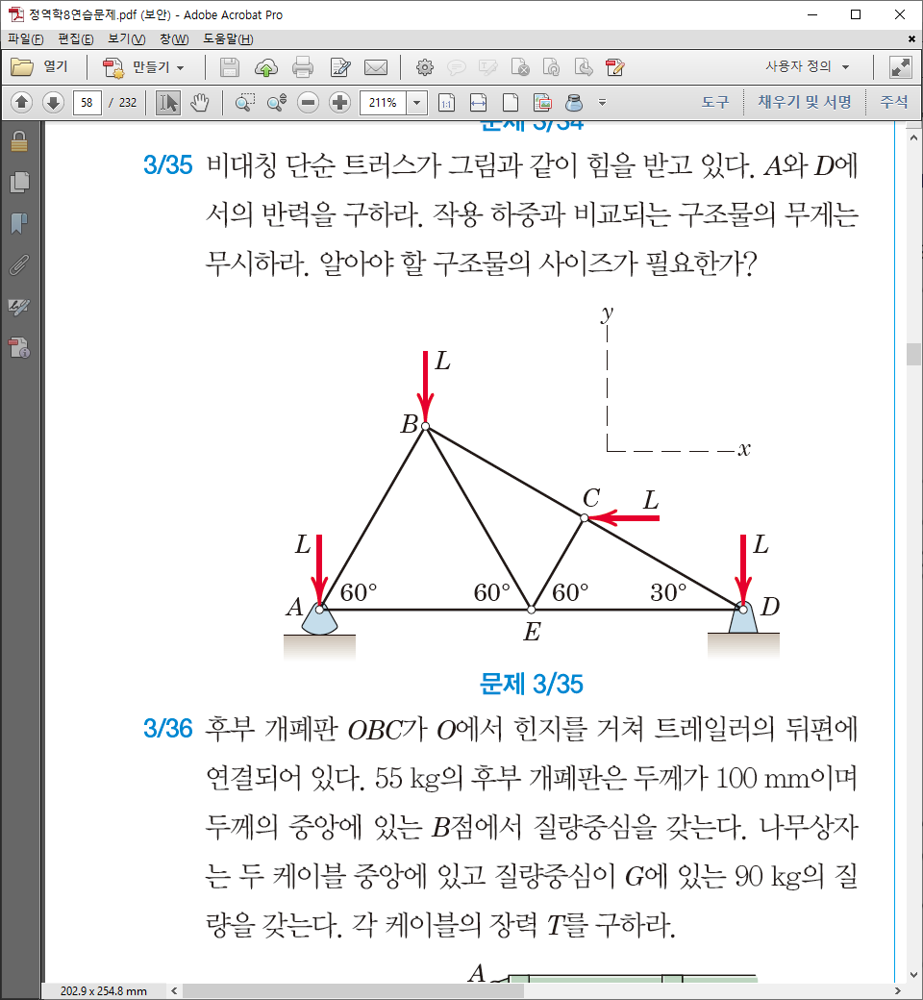 정역학8연습문제.pdf (보안) - Adobe Acrobat Pro
파일(F) 편집(E) 보기(V) 창(W) 도움말(H)
열기 만들기 사용자 정의
58 / 232 211% 1:1 도구 채우기 및 서명 주석
문제 3/34
3/35 비대칭 단순 트러스가 그림과 같이 힘을 받고 있다. A와 D에
서의 반력을 구하라. 작용 하중과 비교되는 구조물의 무게는
무시하라. 알아야 할 구조물의 사이즈가 필요한가?
y
L
B
x
C L
L L
A 60° 60° 60° 30° D
E
문제 3/35
3/36 후부 개폐판 OBC가 O에서 힌지를 거쳐 트레일러의 뒤편에
연결되어 있다. 55 kg의 후부 개폐판은 두께가 100 mm이며
두께의 중앙에 있는 B점에서 질량중심을 갖는다. 나무상자
는 두 케이블 중앙에 있고 질량중심이 G에 있는 90 kg의 질
량을 갖는다. 각 케이블의 장력 T를 구하라.
A
202.9 x 254.8 mm